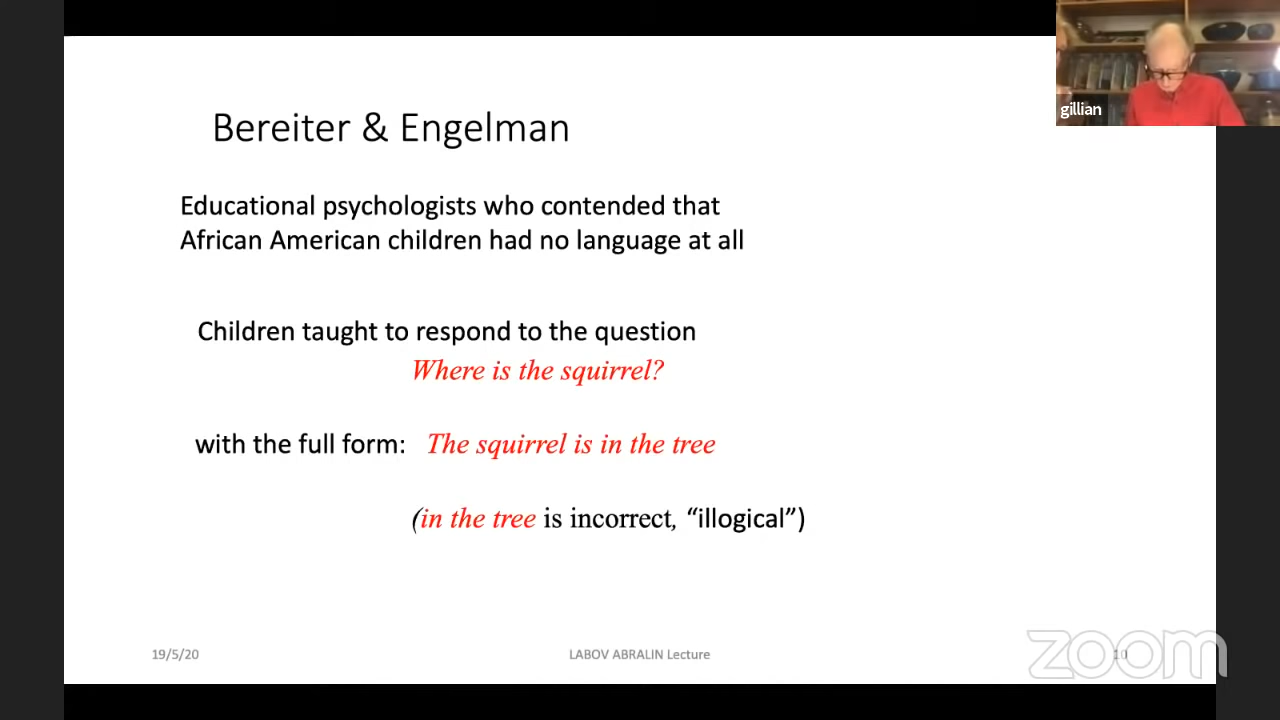 gillian
Bereiter & Engelman
Educational psychologists who contended that
African American children had no language at all
Children taught to respond to the question
Where is the squirrel?
with the full form: The squirrel is in the tree
(in the tree is incorrect, “illogical”)
19/5/20
LABOV ABRALIN Lecture
10
zoom